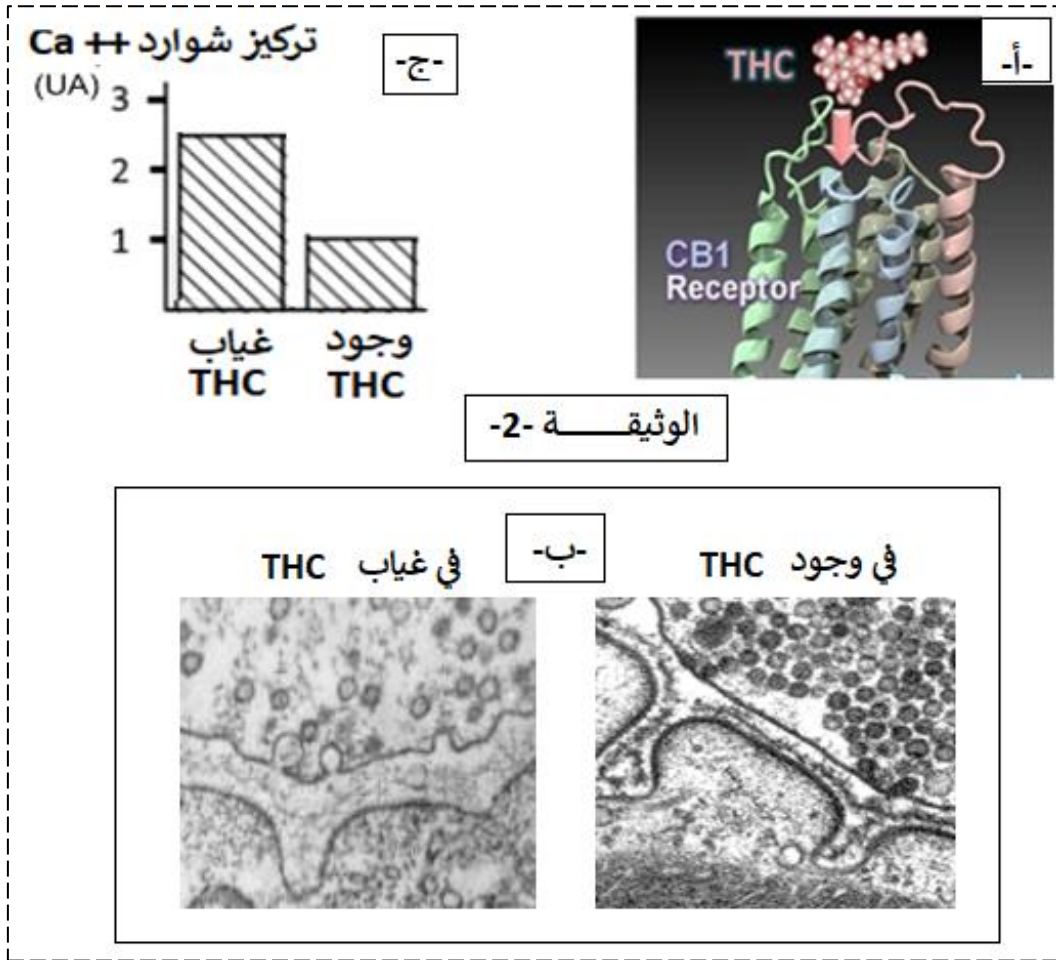 -أ-
THC
CB1
Receptor
-ج-
تركيز شوارد Ca ++
(UA)
3
2
1
غياب
THC
وجود
THC
الوثيقـــــــة -2-
-ب-
في وجود THC
في غياب THC